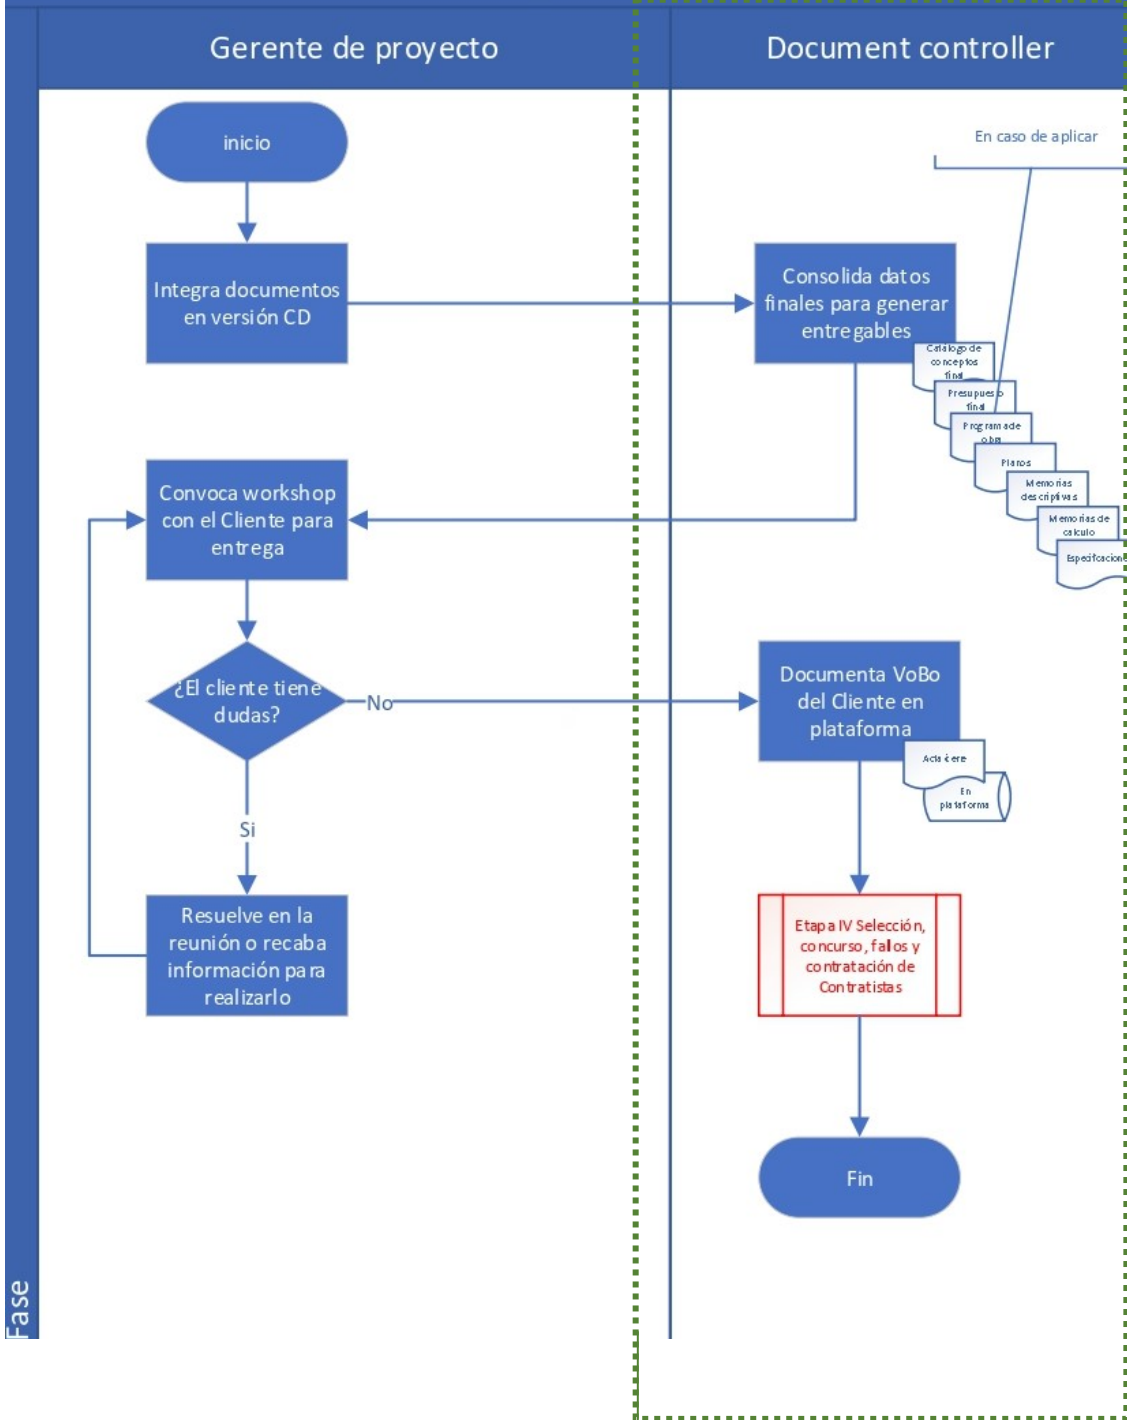 Gerente de proyecto
Document controller
inicio
En caso de aplicar
Integra documentos
en versión CD
Consolida datos
finales para generar
entregables
Catálogo de
conceptos
final
Presupuesto
final
Programa de
obra
Planos
Memorias
descriptivas
Memorias de
calculo
Convoca workshop
con el Cliente para
entrega
¿El cliente tiene
dudas?
No
Documenta VoBo
del Cliente en
plataforma
Acta
En
plataforma
Si
Resuelve en la
reunión o recaba
información para
realizarlo
Etapa IV Selección,
concurso, fallos y
contratación de
Contratistas
Fin
Fase